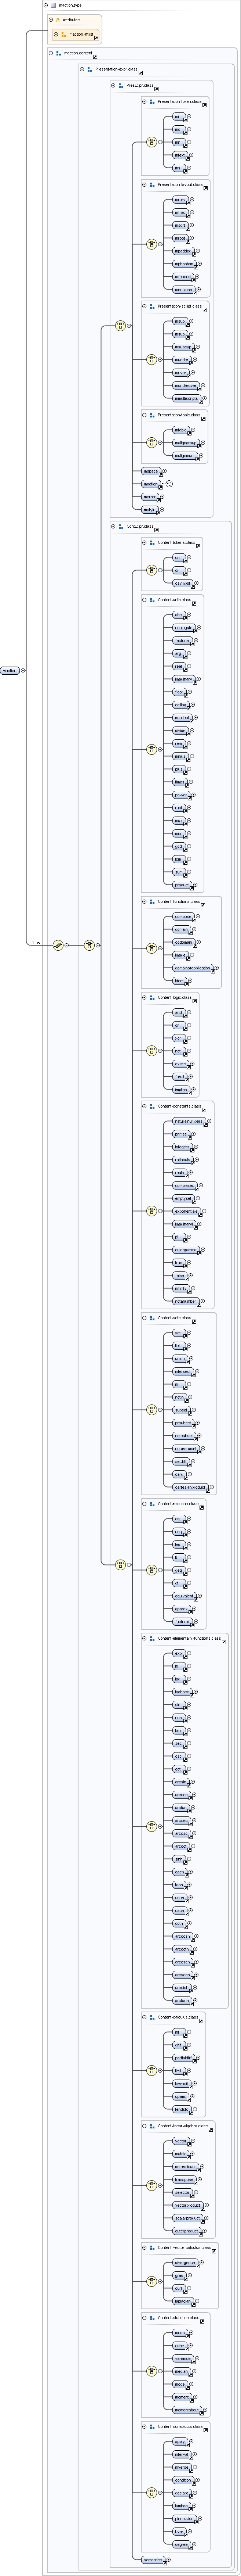 maction.type
Attributes
maction.attlist
maction.content
Presentation-expr.class
PresExpr.class
Presentation-token.class
mi
mo
mn
mtext
ms
Presentation-layout.class
mrow
mfrac
msqrt
mroot
mpadded
mphantom
mfenced
menclose
Presentation-script.class
msub
msup
msubsup
munder
mover
munderover
mmultiscripts
Presentation-table.class
mtable
maligngroup
malignmark
mspace
maction
merror
mstyle
ContExpr.class
Content-tokens.class
cn
ci
csymbol
Content-arith.class
abs
conjugate
factorial
arg
real
imaginary
floor
ceiling
quotient
divide
rem
minus
plus
times
power
root
max
min
gcd
lcm
sum
product
maction
Content-functions.class
compose
domain
codomain
image
domainofapplication
ident
1..∞
Content-logic.class
and
or
xor
not
exists
forall
implies
Content-constants.class
naturalnumbers
primes
integers
rationals
reals
complexes
emptyset
exponentiale
imaginaryi
pi
eulergamma
true
false
infinity
notanumber
Content-sets.class
set
list
union
intersect
in
notin
subset
prsubset
notsubset
notprsubset
setdiff
card
cartesianproduct
Content-relations.class
eq
neq
leq
lt
geq
gt
equivalent
approx
factorof
Content-elementary-functions.class
exp
ln
log
logbase
sin
cos
tan
sec
csc
cot
arcsin
arccos
arctan
arcsec
arccsc
arccot
sinh
cosh
tanh
sech
csch
coth
arccosh
arccoth
arccsch
arcsech
arcsinh
arctanh
Content-calculus.class
int
diff
partialdiff
limit
lowlimit
uplimit
tendsto
Content-linear-algebra.class
vector
matrix
determinant
transpose
selector
vectorproduct
scalarproduct
outerproduct
Content-vector-calculus.class
divergence
grad
curl
laplacian
Content-statistics.class
mean
sdev
variance
median
mode
moment
momentabout
Content-constructs.class
apply
interval
inverse
condition
declare
lambda
piecewise
bvar
degree
semantics